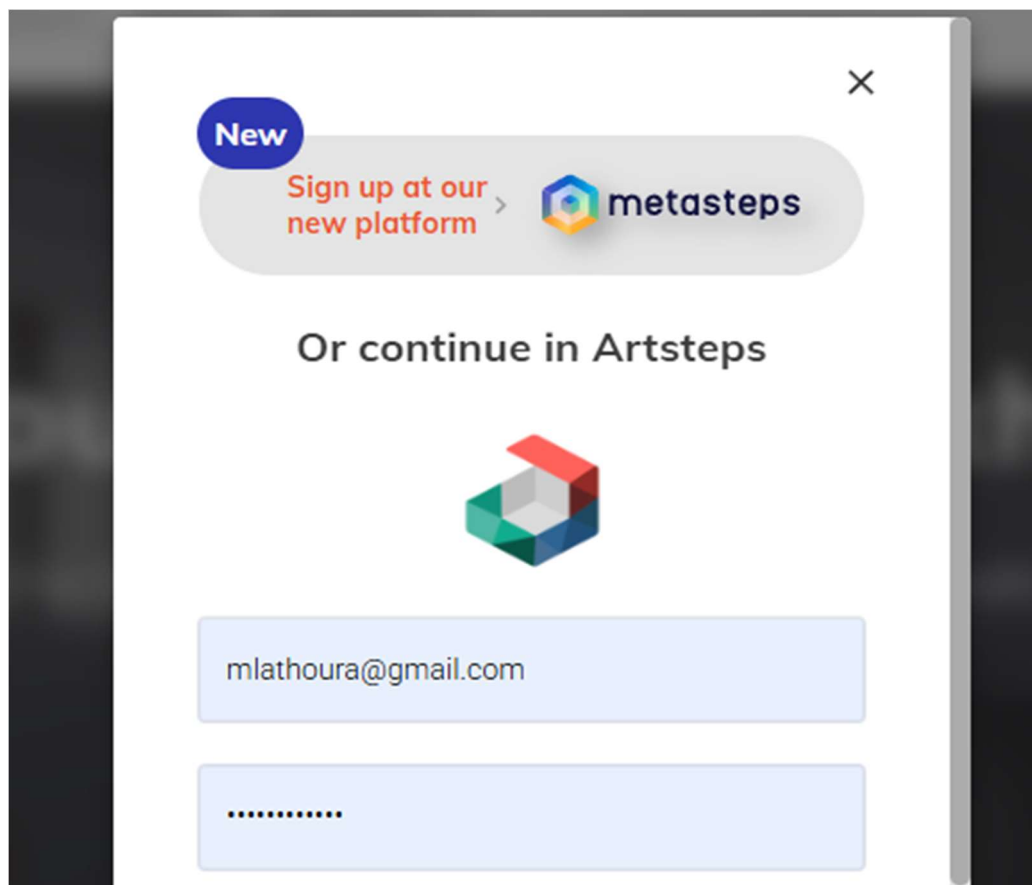 New
Sign up at our
new platform
metasteps
Or continue in Artsteps
mlathoura@gmail.com
••••••••••••